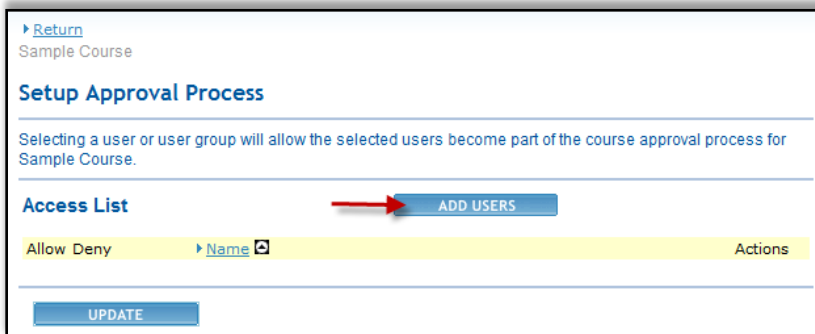 Return
Sample Course
Setup Approval Process
Selecting a user or user group will allow the selected users become part of the course approval process for
Sample Course.
Access List ADD USERS
Allow Deny Name Actions
UPDATE